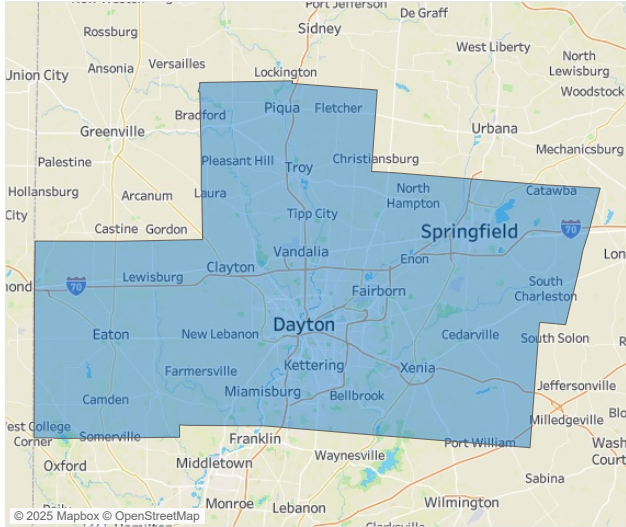 Port Jefferson
De Graff
Rossburg
Sidney
West Liberty
Versailles
North
Lewisburg
Ansonia
Lockington
Union City
Woodstock
Bradford
Piqua
Fletcher
Greenville
Urbana
Mechanicsburg
Palestine
Pleasant Hill
Troy
Christiansburg
Hollansburg
Arcanum
Laura
North
Hampton
Catawba
City
Tipp City
Castine
Gordon
Springfield
70
Vandalia
Clayton
Enon
Lon
Lewisburg
70
Fairborn
South
Charleston
mond
Dayton
Eaton
New Lebanon
Cedarville
South Solon
Kettering
Xenia
Farmersville
Jeffersonville
Miamisburg
Bellbrook
Camden
Milledgeville
Blo
est College
Corner
Somerville
Franklin
Port William
Wash
Court
Waynesville
Oxford
Middletown
Sabina
Monroe
Lebanon
Wilmington
© 2025 Mapbox © OpenStreetMap